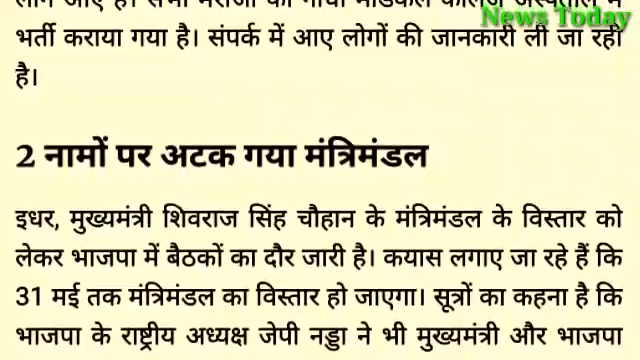 News Today
भर्ती कराया गया है। संपर्क में आए लोगों की जानकारी ली जा रही
है।
2 नामों पर अटक गया मंत्रिमंडल
इधर, मुख्यमंत्री शिवराज सिंह चौहान के मंत्रिमंडल के विस्तार को
लेकर भाजपा में बैठकों का दौर जारी है। कयास लगाए जा रहे हैं कि
31 मई तक मंत्रिमंडल का विस्तार हो जाएगा। सूत्रों का कहना है कि
भाजपा के राष्ट्रीय अध्यक्ष जेपी नड्डा ने भी मुख्यमंत्री और भाजपा